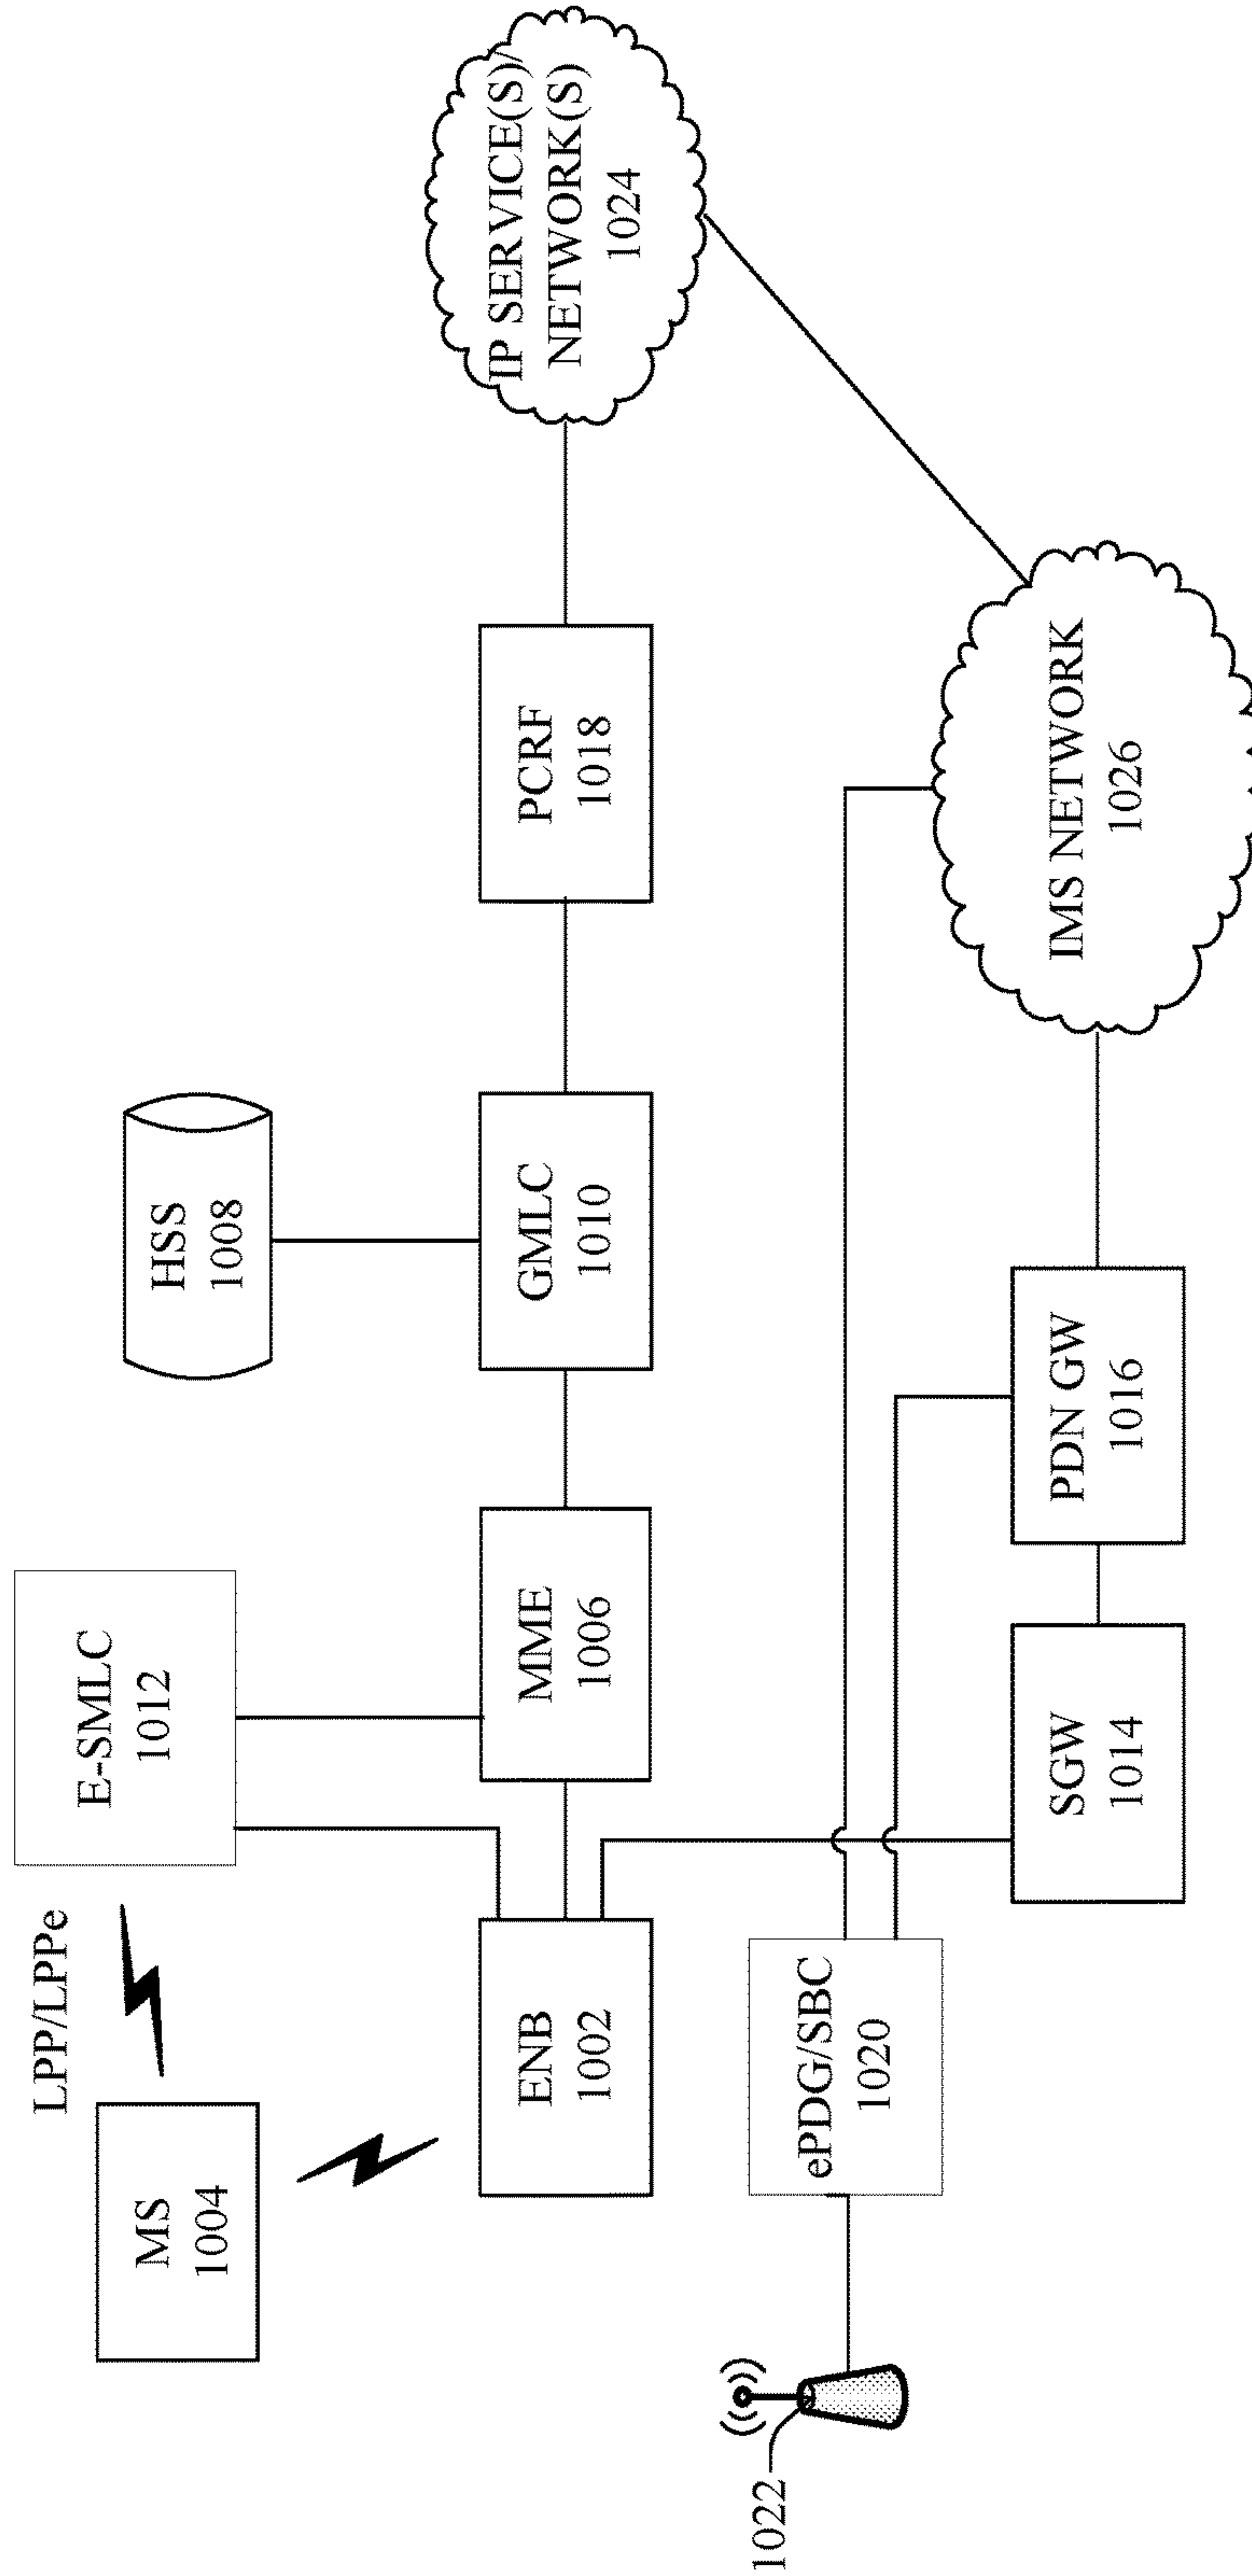 LPP/LPPe
MS
1004
E-SMLC
1012
HSS
1008
ENB
1002
MME
1006
GMLC
1010
PCRF
1018
IP SERVICE(S)/
NETWORK(S)
1024
1022
ePDG/SBC
1020
SGW
1014
PDN GW
1016
IMS NETWORK
1026